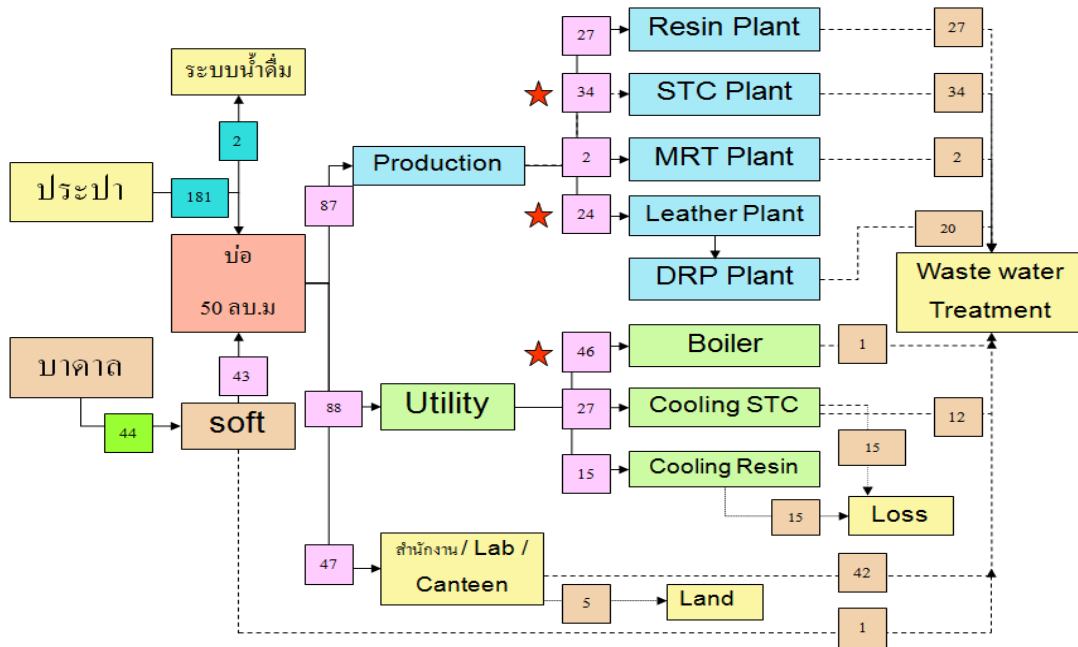 27
Resin Plant
27
ระบบน้ำดื่ม
34
STC Plant
34
2
Production
2
MRT Plant
2
ประปา
181
87
24
Leather Plant
20
บ่อ
50 ลบ.ม
DRP Plant
Waste water
Treatment
46
Boiler
1
บาดาล
43
44
soft
88
Utility
27
Cooling STC
12
15
15
Cooling Resin
15
Loss
47
สำนักงาน / Lab /
Canteen
42
5
Land
1